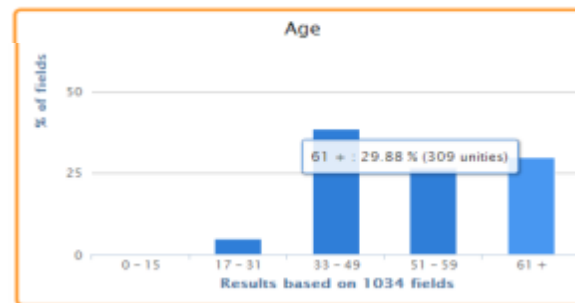 Age
% of fields
50
61 + : 29.88 % (309 unities)
25
0
0 - 15 17 - 31 33 - 49 51 - 59 61 +
Results based on 1034 fields